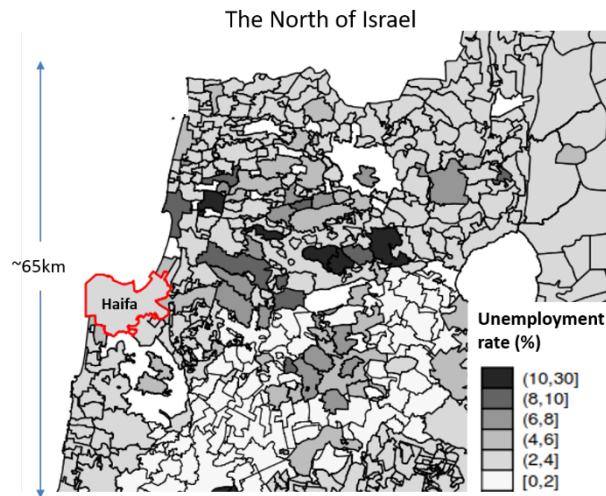 The North of Israel
~65km
Haifa
Unemployment
rate (%)
(10,30]
(8,10]
(6,8]
(4,6]
(2,4]
[0,2]